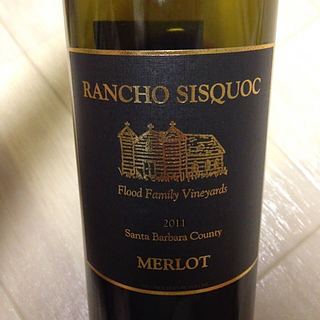 RANCHO SISQUOC
Flood Family Vineyards
2011
Santa Barbara County
MERLOT